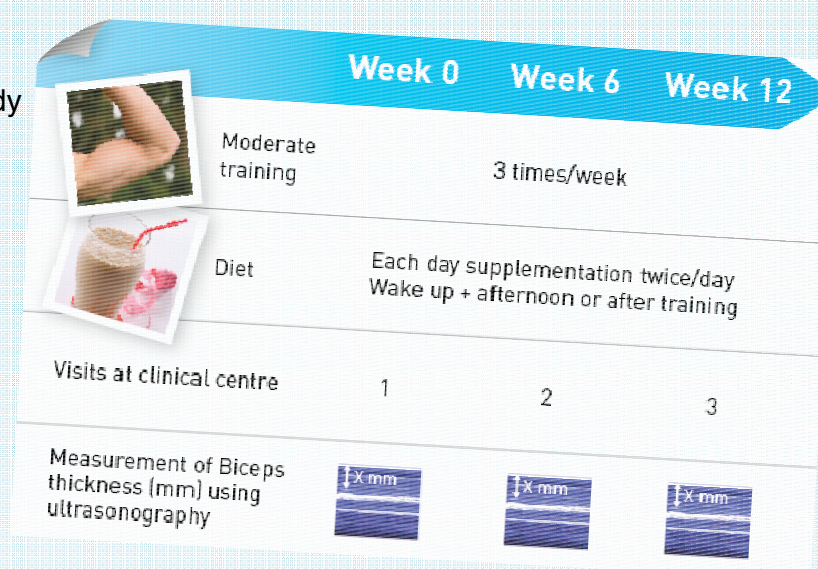 dy
Week 0 Week 6 Week 12
Moderate
training
3 times/week
Diet
Each day supplementation twice/day
Wake up + afternoon or after training
Visits at clinical centre 1 2 3
Measurement of Biceps
thickness (mm) using
ultrasonography
X mm X mm X mm